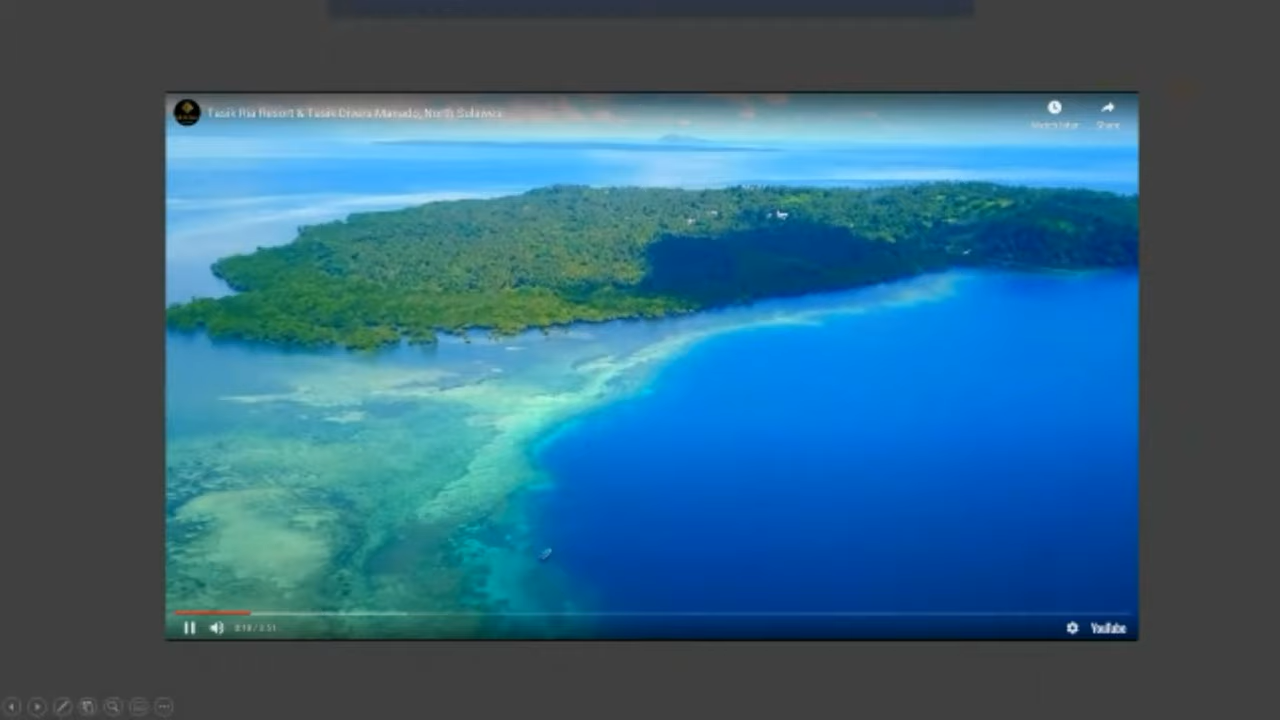 Tasik Ria Resort & Tasik Divers Manado, North Sulawesi
Watch later
Share
YouTube